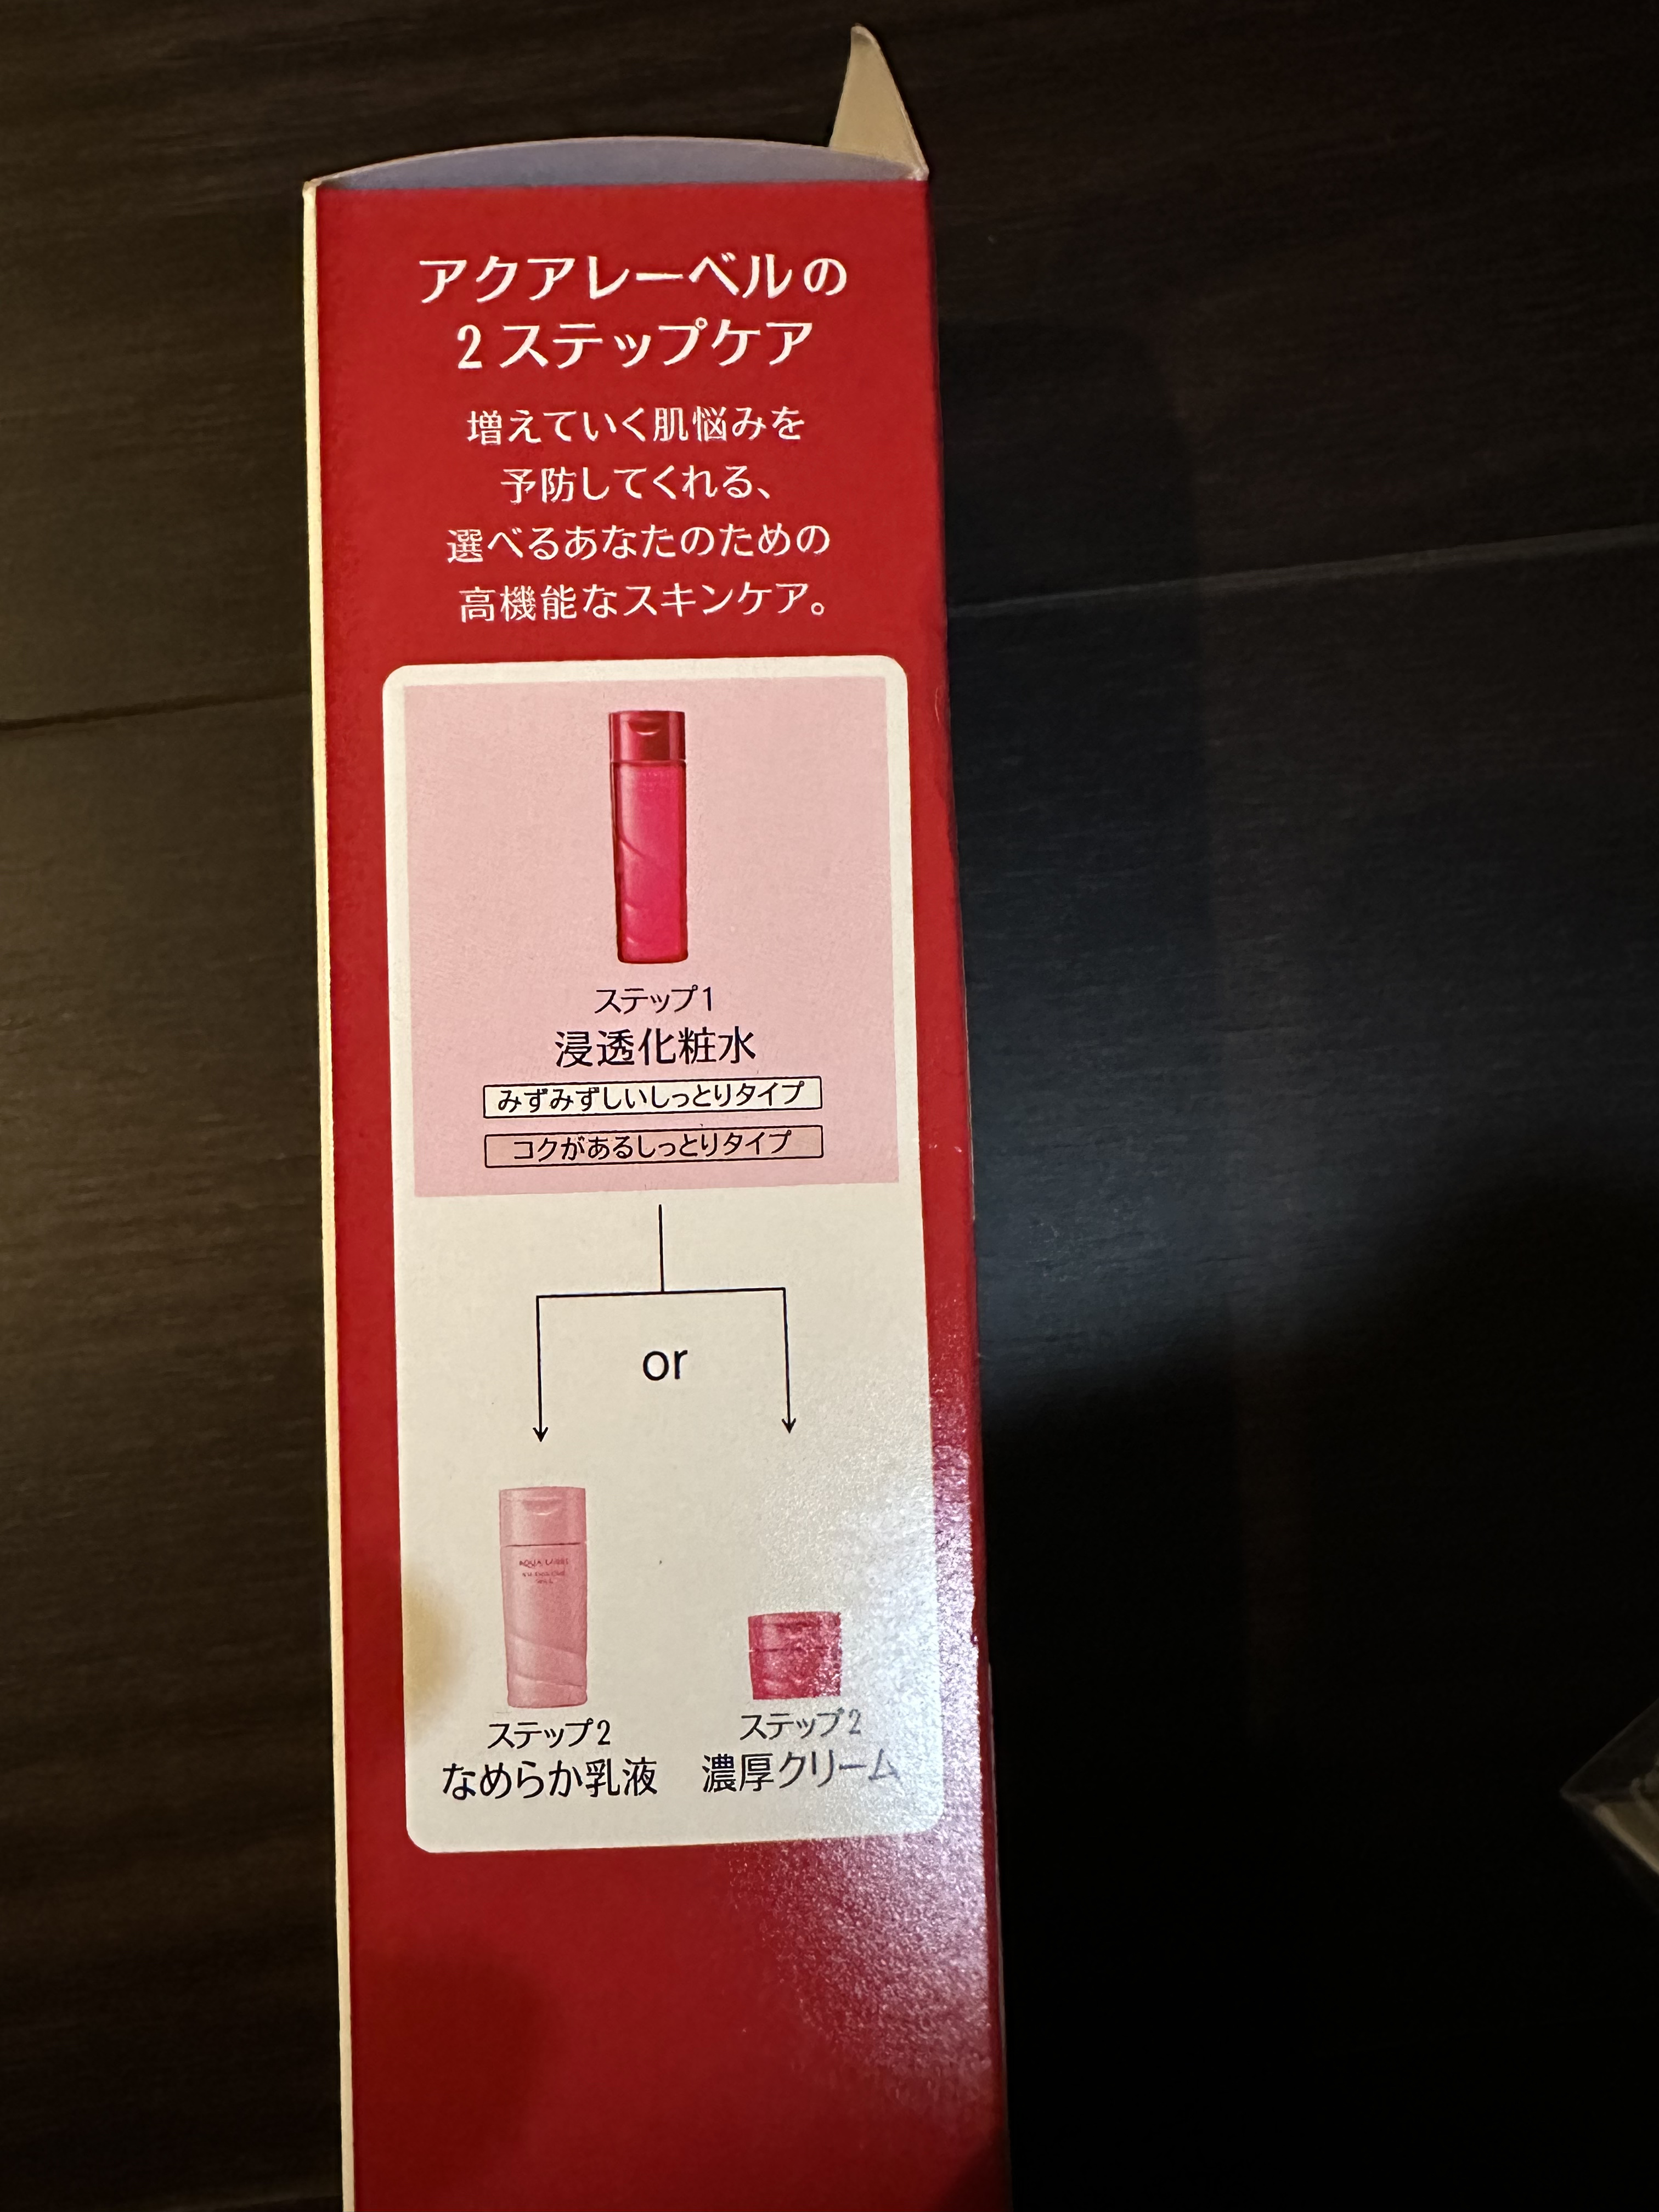 アクアレーベルの
2ステップケア
増えていく肌悩みを
予防してくれる、
選べるあなたのための
高機能なスキンケア。
ステップ1
浸透化粧水
みずみずしいしっとりタイプ
コクがあるしっとりタイプ
or
AQUA LABEL
ステップ2
なめらか乳液
ステップ2
濃厚クリーム